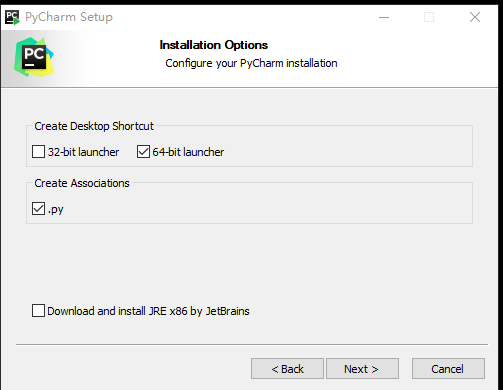 PC PyCharm Setup
PC
Installation Options
Configure your PyCharm installation
Create Desktop Shortcut
32-bit launcher 64-bit launcher
Create Associations
.py
Download and install JRE x86 by JetBrains
< Back Next > Cancel